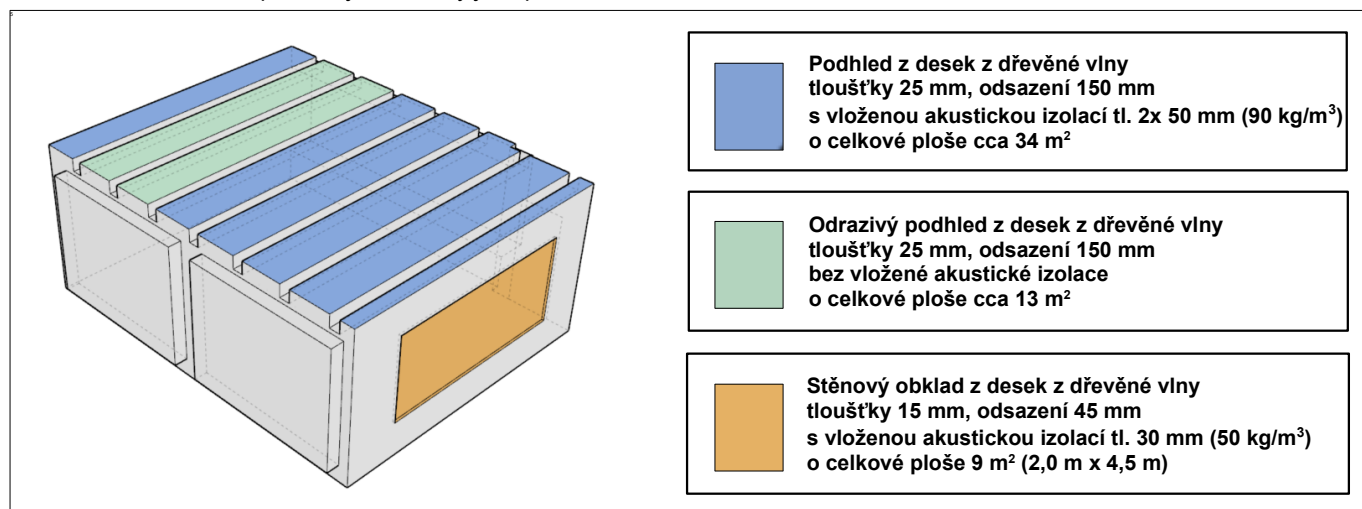 Podhled z desek z dřevěné vlny
tloušťky 25 mm, odsazení 150 mm
s vloženou akustickou izolací tl. 2x 50 mm (90 kg/m³)
o celkové ploše cca 34 m²
Odrazivý podhled z desek z dřevěné vlny
tloušťky 25 mm, odsazení 150 mm
bez vložené akustické izolace
o celkové ploše cca 13 m²
Stěnový obklad z desek z dřevěné vlny
tloušťky 15 mm, odsazení 45 mm
s vloženou akustickou izolací tl. 30 mm (50 kg/m³)
o celkové ploše 9 m² (2,0 m x 4,5 m)